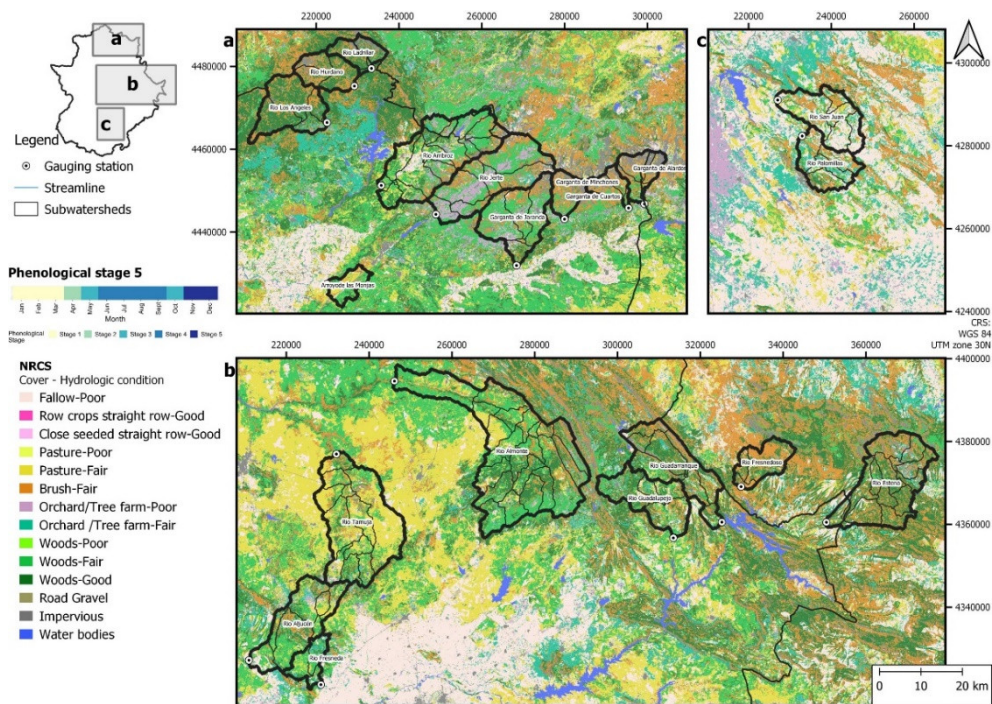 a
b
c
Legend
Gauging station
Streamline
Subwatersheds
Phenological stage 5
Jan
Feb
Mar
Apr
May
Jun
Jul
Aug
Sept
Oct
Nov
Dec
Month
Phenological Stage
Stage 1
Stage 2
Stage 3
Stage 4
Stage 5
NRCS
Cover - Hydrologic condition
Fallow-Poor
Row crops straight row-Good
Close seeded straight row-Good
Pasture-Poor
Pasture-Fair
Brush-Fair
Orchard/Tree farm-Poor
Orchard /Tree farm-Fair
Woods-Poor
Woods-Fair
Woods-Good
Road Gravel
Impervious
Water bodies
a
220000 240000 260000 280000 300000
4480000
4460000
4440000
Rio Ladrillar
Rio Hurdano
Rio Los Angeles
Rio Ambroz
Rio Jerte
Garganta de Minchones
Garganta de Alardos
Garganta de Cuartos
Garganta de Jaranda
Arroyo de las Monjas
c
220000 240000 260000
4300000
4280000
4260000
4240000
Rio San Juan
Rio Palomillas
CRS:
WGS 84
UTM zone 30N
b
220000 240000 260000 280000 300000 320000 340000 360000
4400000
4380000
4360000
4340000
Rio Almonte
Rio Guadarranque
Rio Fresnedoso
Rio Estena
Rio Guadalupejo
Rio Tamuja
Rio Aljucen
Rio Fresneda
0 10 20 km